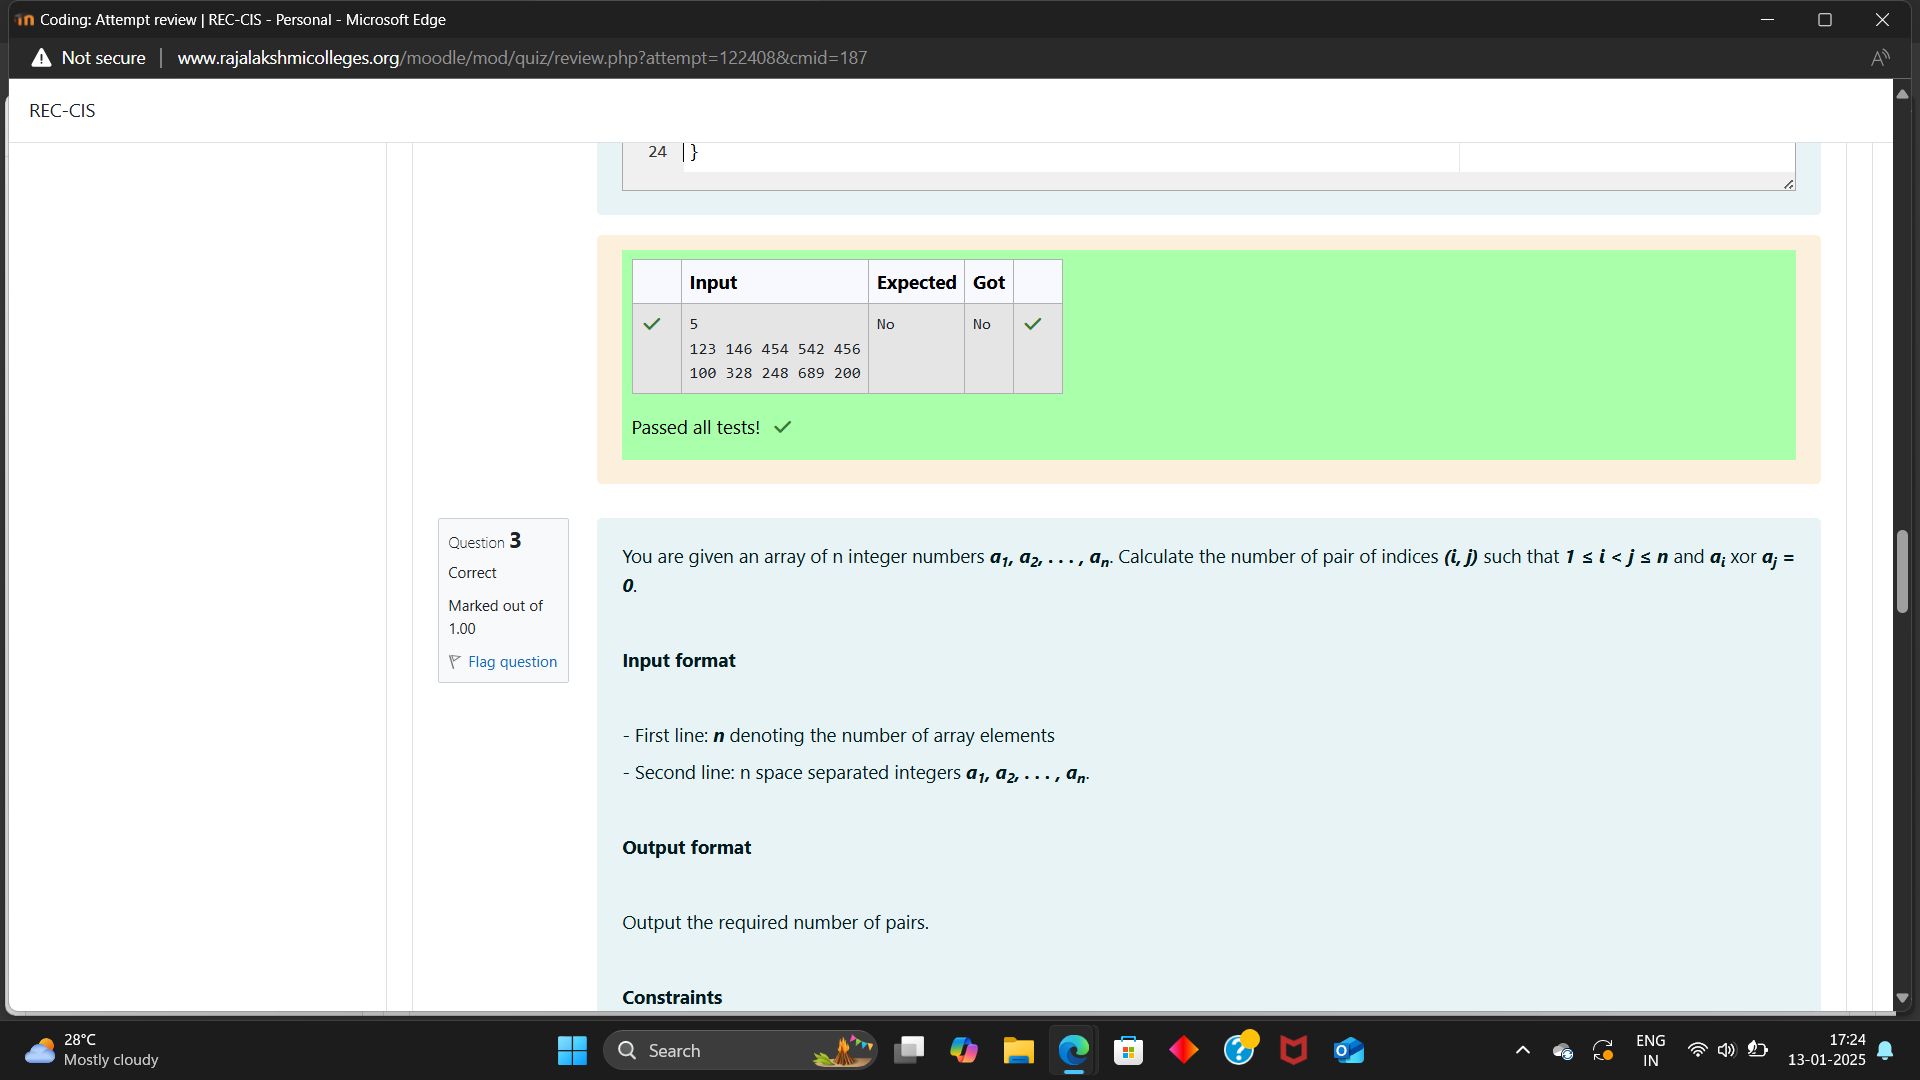 Coding: Attempt review | REC-CIS - Personal - Microsoft Edge
Not secure | www.rajalakshmicolleges.org/moodle/mod/quiz/review.php?attempt=122408&cmid=187
REC-CIS
24 }
Input Expected Got
5 No No
123 146 454 542 456
100 328 248 689 200
Passed all tests!
Question 3
Correct
Marked out of
1.00
Flag question
You are given an array of n integer numbers a1, a2, . . . , an. Calculate the number of pair of indices (i, j) such that 1 ≤ i < j ≤ n and ai xor aj =
0.
Input format
- First line: n denoting the number of array elements
- Second line: n space separated integers a1, a2, . . . , an.
Output format
Output the required number of pairs.
Constraints
28°C
Mostly cloudy
Search
ENG
IN
17:24
13-01-2025